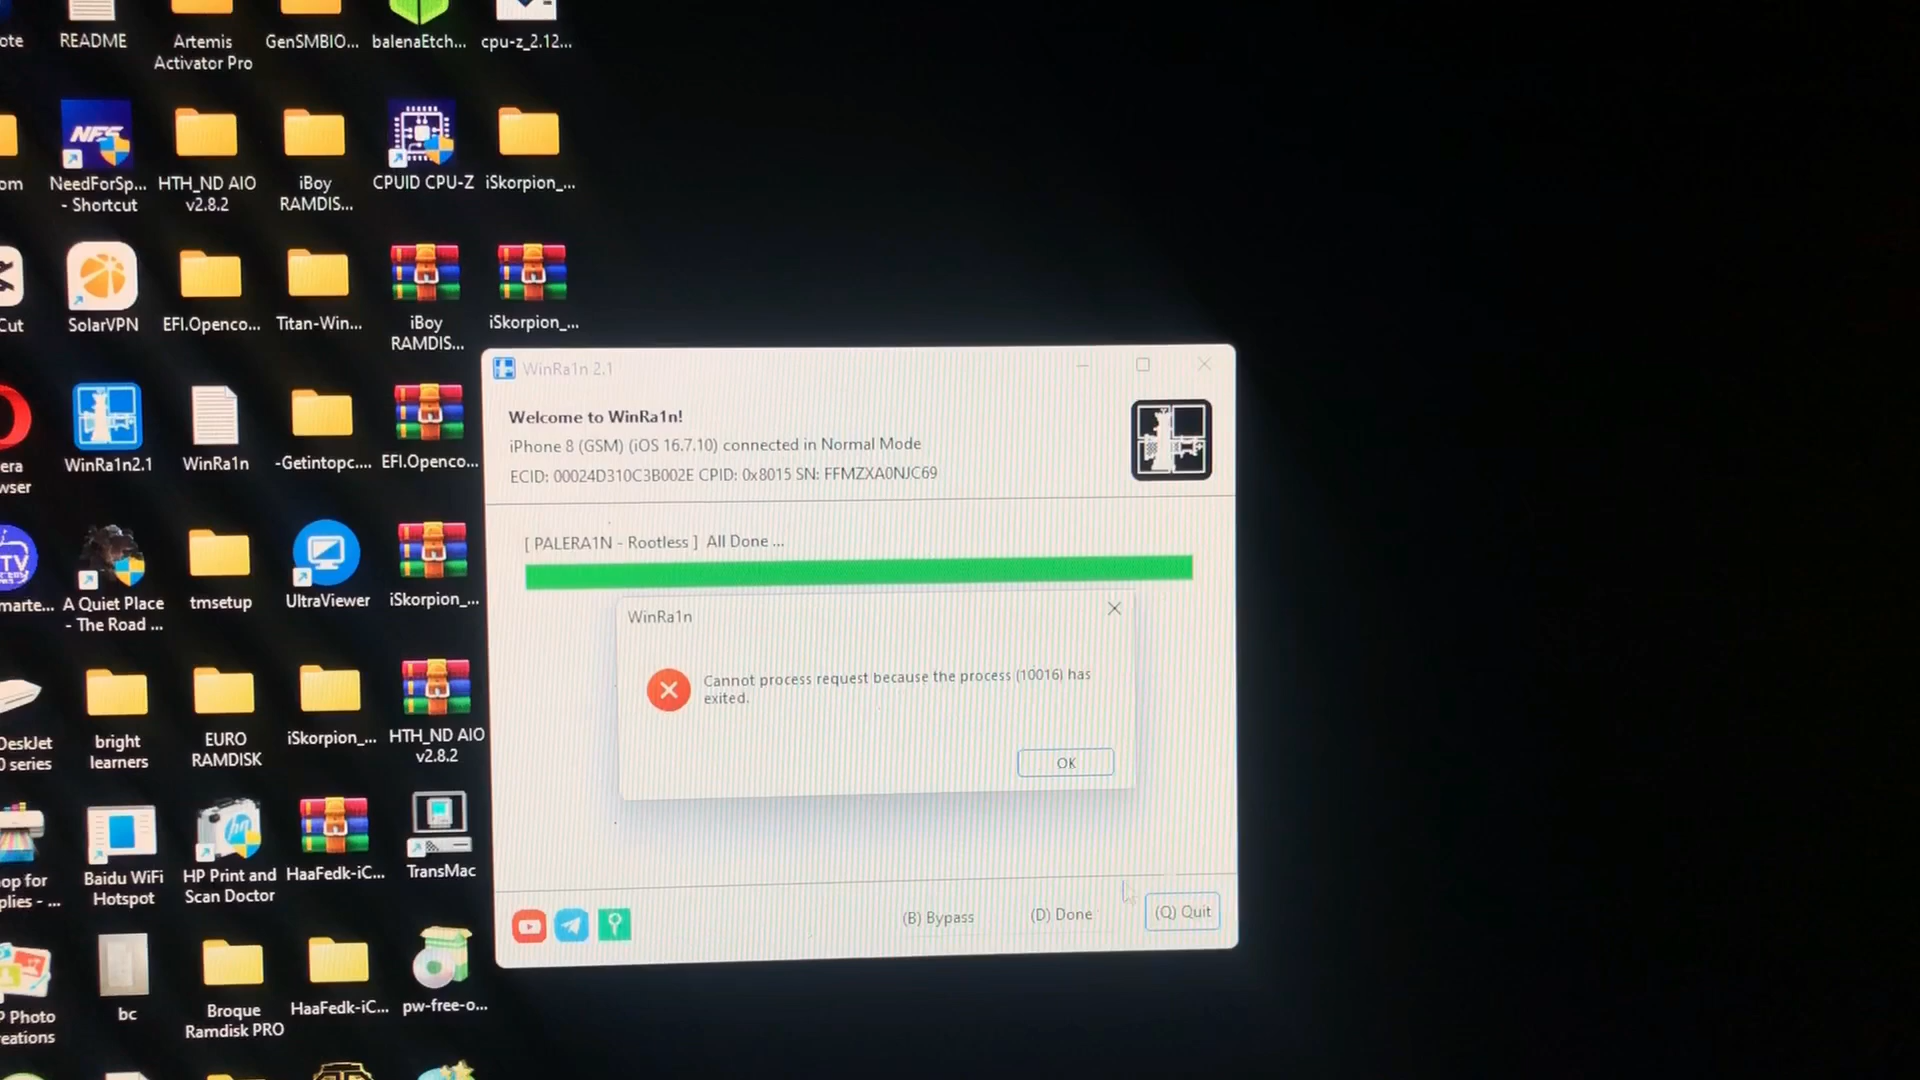 ote
README
Artemis
Activator Pro
GenSMBIO...
balenaEtch...
cpu-z_2.12...
om
NFS
NeedForSp...
- Shortcut
HTH_ND AIO
v2.8.2
iBoy
RAMDIS...
CPUID CPU-Z
iSkorpion_...
Cut
SolarVPN
EFI.Openco...
Titan-Win...
iBoy
RAMDIS...
iSkorpion_...
era
wser
WinRa1n2.1
WinRa1n
-Getintopc....
EFI.Openco...
TV
marte...
A Quiet Place
- The Road ...
tmsetup
UltraViewer
iSkorpion_...
DeskJet
0 series
bright
learners
EURO
RAMDISK
iSkorpion_...
HTH_ND AIO
v2.8.2
op for
plies - ...
Baidu WiFi
Hotspot
hp
HP Print and
Scan Doctor
HaaFedk-iC...
TransMac
P Photo
reations
bc
Broque
Ramdisk PRO
HaaFedk-iC...
pw-free-o...
WinRa1n 2.1
Welcome to WinRa1n!
iPhone 8 (GSM) (iOS 16.7.10) connected in Normal Mode
ECID: 00024D310C3B002E CPID: 0x8015 SN: FFMZXA0NJC69
[ PALERA1N - Rootless ] All Done ...
WinRa1n
Cannot process request because the process (10016) has
exited.
OK
(B) Bypass
(D) Done
(Q) Quit